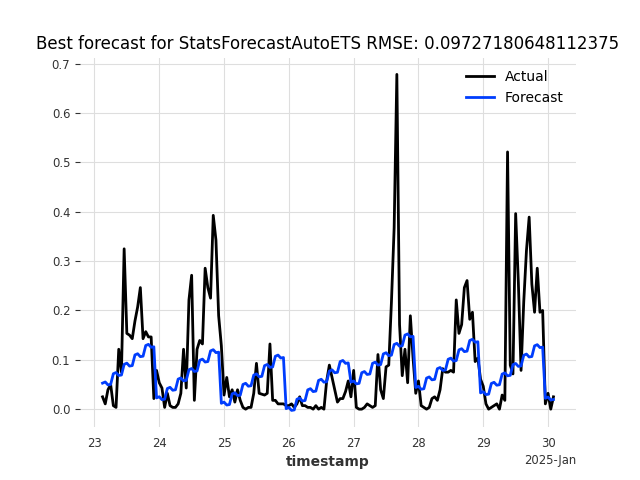 Best forecast for StatsForecastAutoETS RMSE: 0.09727180648112375
Actual
Forecast
0.7
0.6
0.5
0.4
0.3
0.2
0.1
0.0
23 24 25 26 27 28 29 30
2025-Jan
timestamp